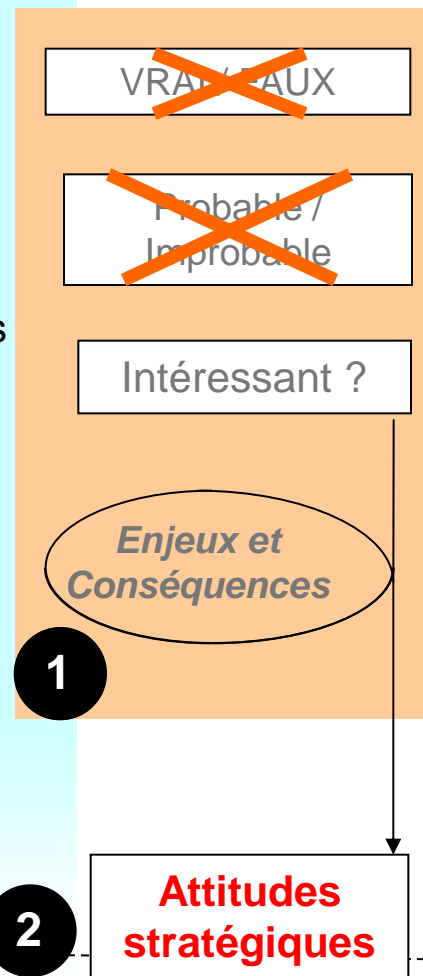 VRAI / FAUX
Probable /
Improbable
s
Intéressant ?
Enjeux et
Conséquences
1
Attitudes
stratégiques
2